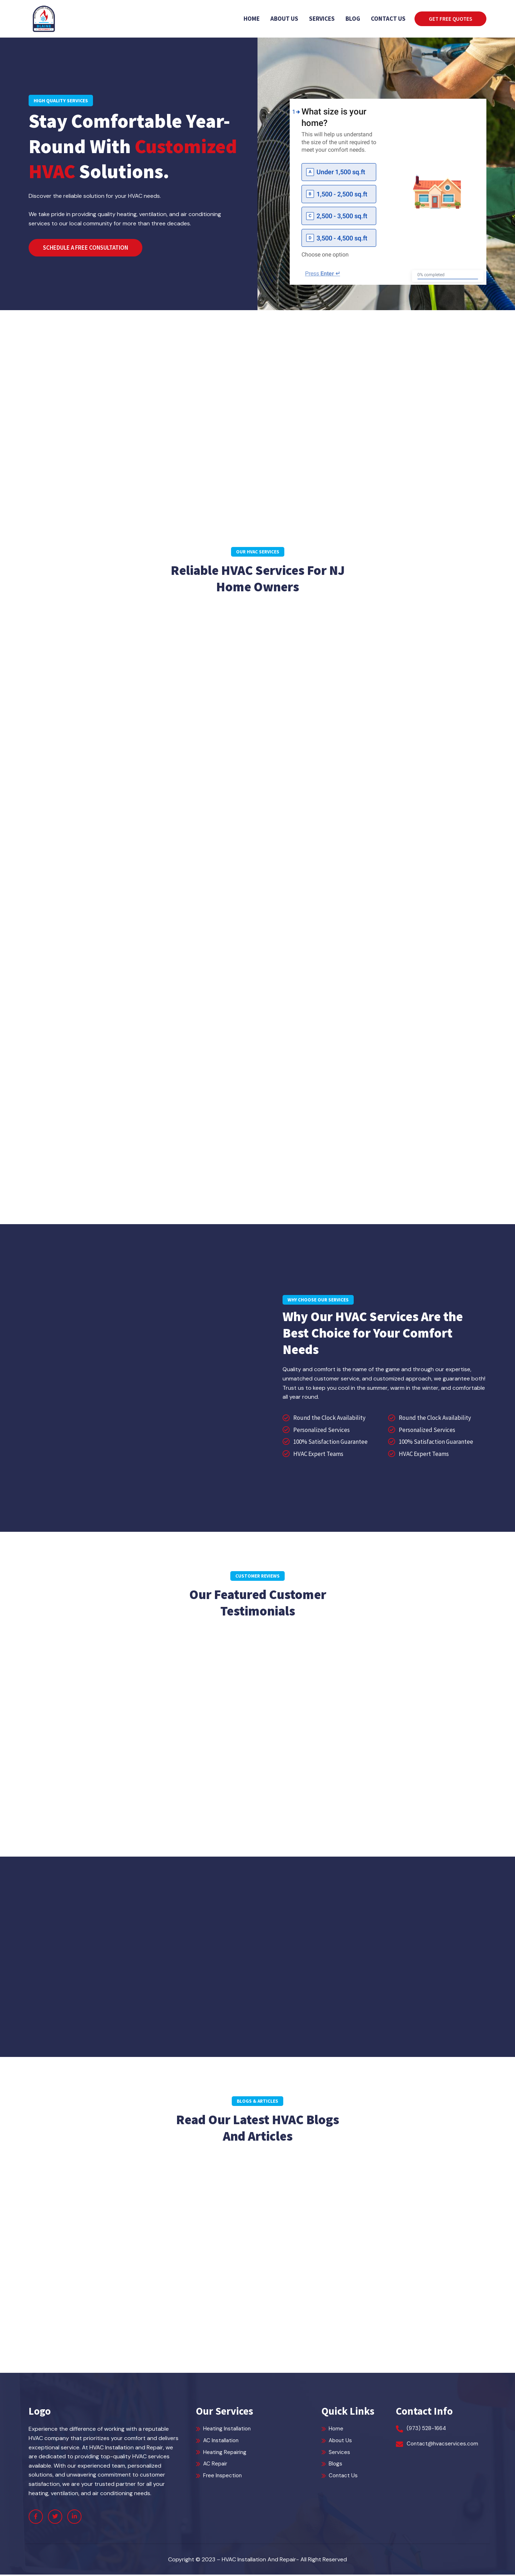 HOME ABOUT US SERVICES BLOG CONTACT US GET FREE QUOTES
HIGH QUALITY SERVICES
Stay Comfortable Year-
Round With Customized
HVAC Solutions.
Discover the reliable solution for your HVAC needs.
We take pride in providing quality heating, ventilation, and air conditioning
services to our local community for more than three decades.
SCHEDULE A FREE CONSULTATION
1 What size is your
home?
This will help us understand
the size of the unit required to
meet your comfort needs.
A Under 1,500 sq.ft
B 1,500 - 2,500 sq.ft
C 2,500 - 3,500 sq.ft
D 3,500 - 4,500 sq.ft
Choose one option
Press Enter ↵
0% completed
OUR HVAC SERVICES
Reliable HVAC Services For NJ
Home Owners
WHY CHOOSE OUR SERVICES
Why Our HVAC Services Are the
Best Choice for Your Comfort
Needs
Quality and comfort is the name of the game and through our expertise,
unmatched customer service, and customized approach, we guarantee both!
Trust us to keep you cool in the summer, warm in the winter, and comfortable
all year round.
Round the Clock Availability
Personalized Services
100% Satisfaction Guarantee
HVAC Expert Teams
Round the Clock Availability
Personalized Services
100% Satisfaction Guarantee
HVAC Expert Teams
CUSTOMER REVIEWS
Our Featured Customer
Testimonials
BLOGS & ARTICLES
Read Our Latest HVAC Blogs
And Articles
Logo
Experience the difference of working with a reputable
HVAC company that prioritizes your comfort and delivers
exceptional service. At HVAC Installation and Repair, we
are dedicated to providing top-quality HVAC services
available. With our experienced team, personalized
solutions, and unwavering commitment to customer
satisfaction, we are your trusted partner for all your
heating, ventilation, and air conditioning needs.
Our Services
Heating Installation
AC Installation
Heating Repairing
AC Repair
Free Inspection
Quick Links
Home
About Us
Services
Blogs
Contact Us
Contact Info
(973) 528-1664
Contact@hvacservices.com
Copyright © 2023 – HVAC Installation And Repair- All Right Reserved